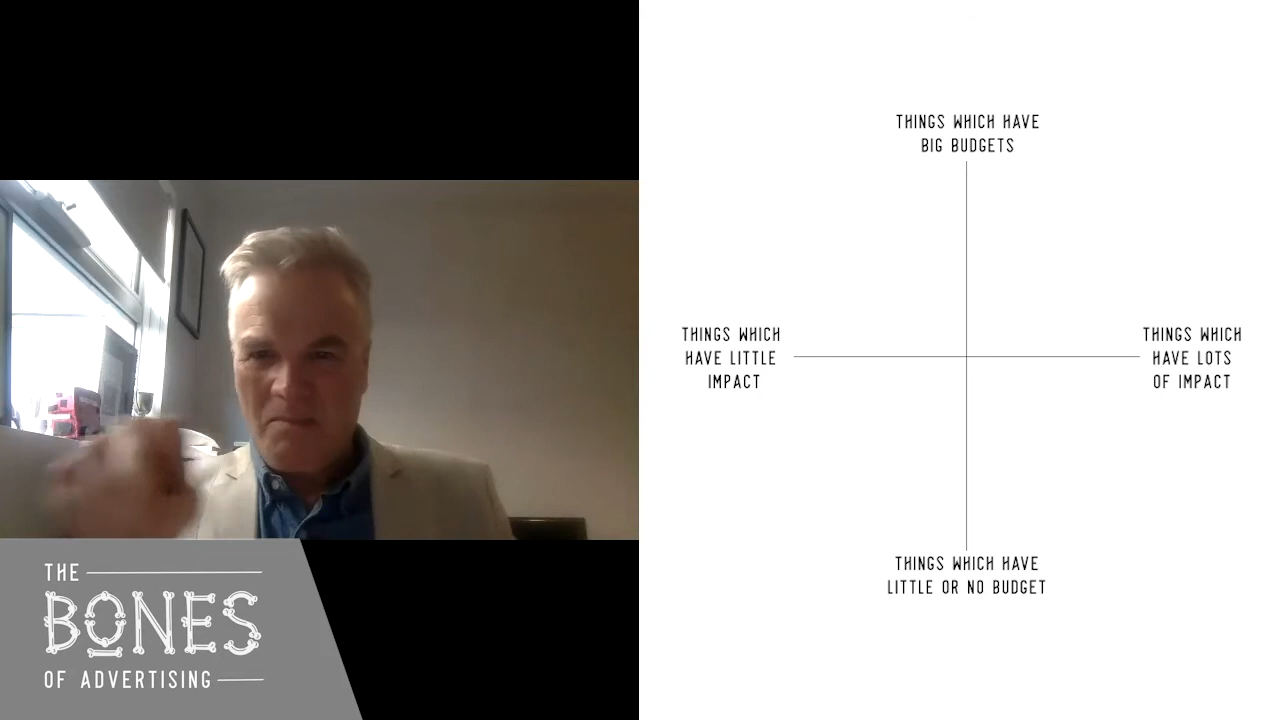 THE
BONES
OF ADVERTISING
THINGS WHICH HAVE
BIG BUDGETS
THINGS WHICH
HAVE LITTLE
IMPACT
THINGS WHICH
HAVE LOTS
OF IMPACT
THINGS WHICH HAVE
LITTLE OR NO BUDGET